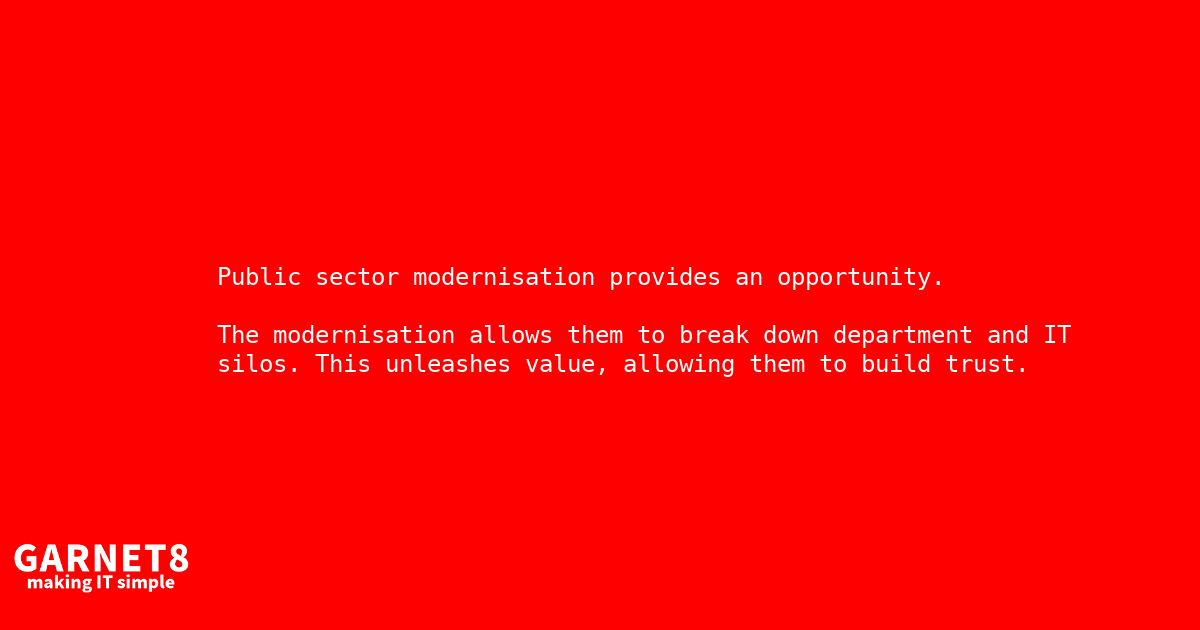 Public sector modernisation provides an opportunity.
The modernisation allows them to break down department and IT
silos. This unleashes value, allowing them to build trust.
GARNET8
making IT simple